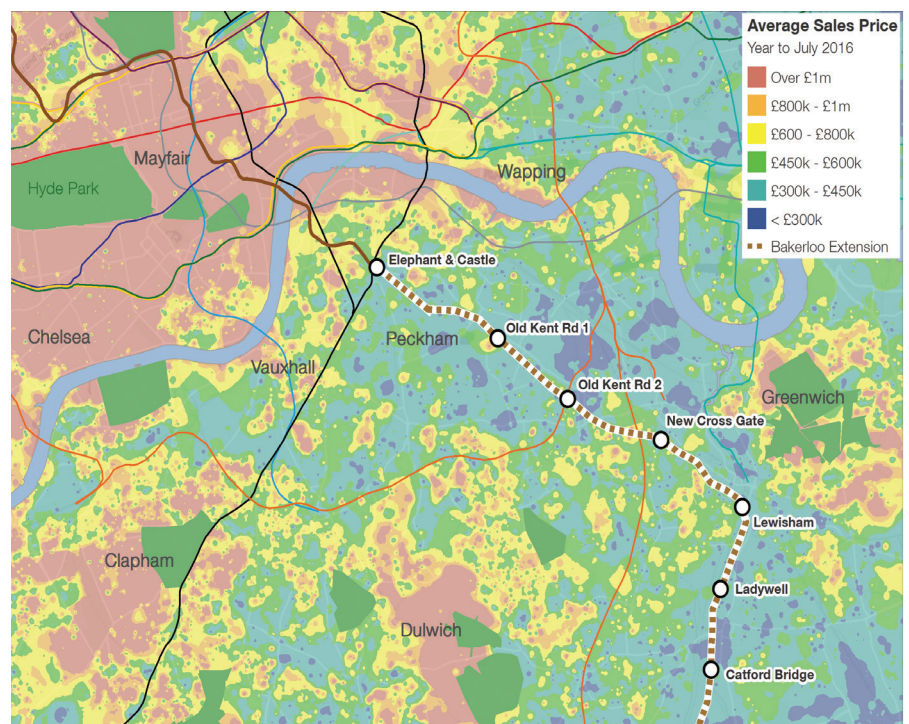 Average Sales Price
Year to July 2016
Over £1m
£800k - £1m
£600 - £800k
£450k - £600k
£300k - £450k
< £300k
Bakerloo Extension
Mayfair
Wapping
Hyde Park
Elephant & Castle
Chelsea
Peckham
Old Kent Rd 1
Vauxhall
Old Kent Rd 2
Greenwich
New Cross Gate
Lewisham
Clapham
Ladywell
Dulwich
Catford Bridge